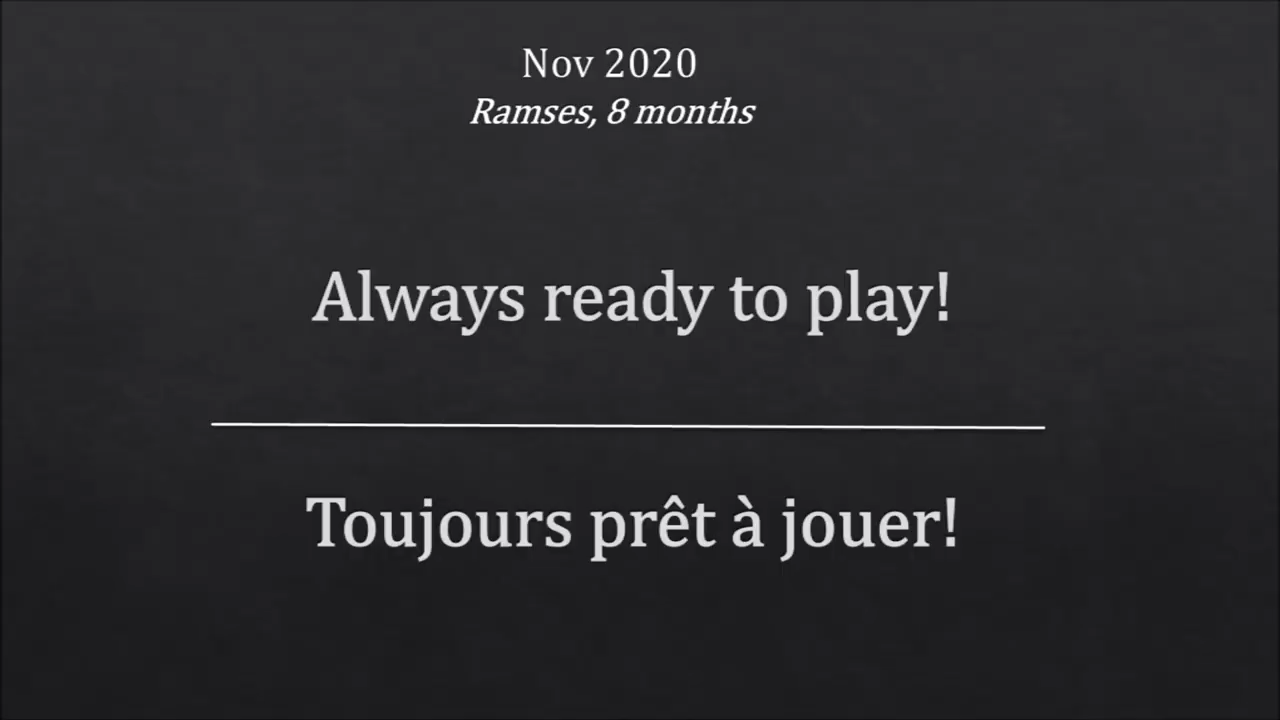 Nov 2020
Ramses, 8 months
Always ready to play!
Toujours prêt à jouer!